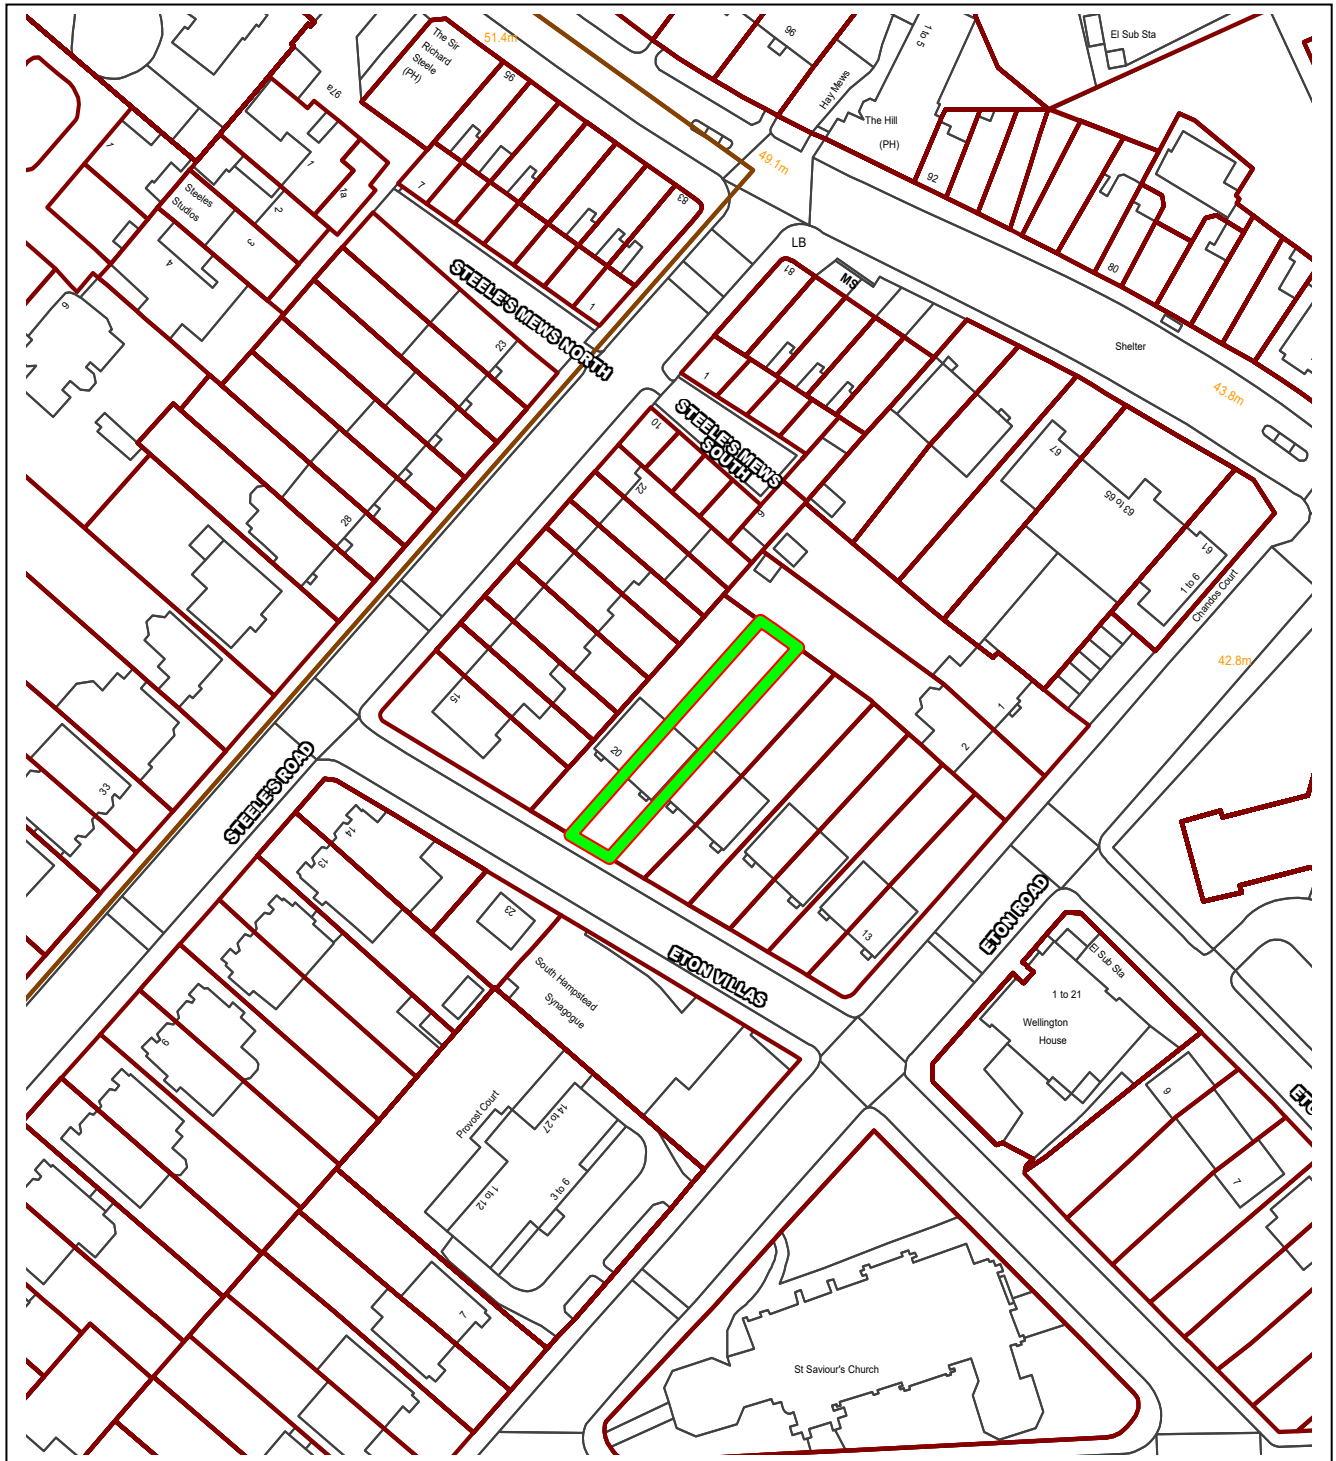 The Sir
Richard
Steele
(PH)
51.4m
95
96
1 to 5
El Sub Sta
Hay Mews
The Hill
(PH)
97a
1
1
1a
7
83
49.1m
92
Steeles
Studios
2
3
4
9
LB
81
MS
80
STEELE'S MEWS NORTH
1
23
Shelter
43.8m
1
STEELE'S MEWS
SOUTH
10
22
6
67
63 to 65
61
1 to 6
Chandos Court
28
42.8m
15
20
1
2
STEELE'S ROAD
33
14
13
23
13
ETON VILLAS
ETON ROAD
El Sub Sta
South Hampstead
Synagogue
1 to 21
Wellington
House
9
Provost Court
14 to 27
1 to 12
9
7
7
St Saviour's Church